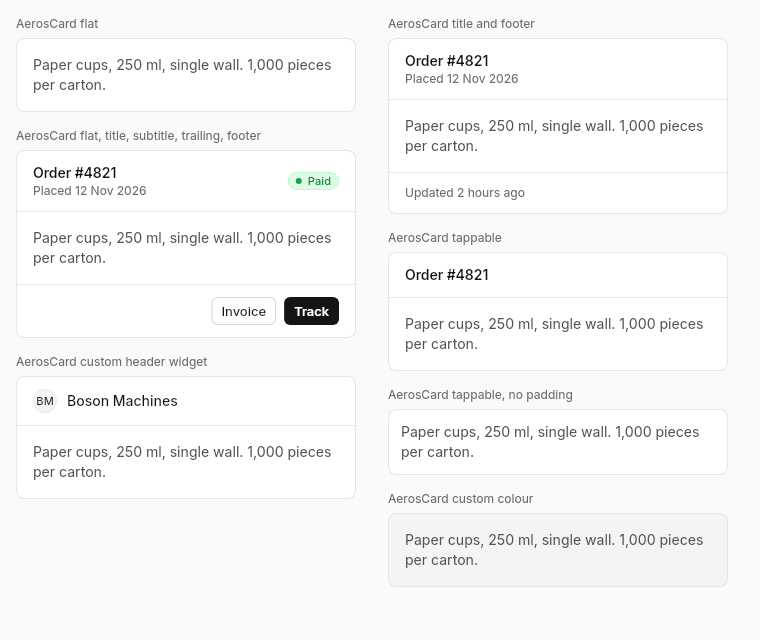 AerosCard flat
Paper cups, 250 ml, single wall. 1,000 pieces
per carton.
AerosCard flat, title, subtitle, trailing, footer
Order #4821
Placed 12 Nov 2026
Paid
Paper cups, 250 ml, single wall. 1,000 pieces
per carton.
Invoice
Track
AerosCard custom header widget
BM
Boson Machines
Paper cups, 250 ml, single wall. 1,000 pieces
per carton.
AerosCard title and footer
Order #4821
Placed 12 Nov 2026
Paper cups, 250 ml, single wall. 1,000 pieces
per carton.
Updated 2 hours ago
AerosCard tappable
Order #4821
Paper cups, 250 ml, single wall. 1,000 pieces
per carton.
AerosCard tappable, no padding
Paper cups, 250 ml, single wall. 1,000 pieces
per carton.
AerosCard custom colour
Paper cups, 250 ml, single wall. 1,000 pieces
per carton.